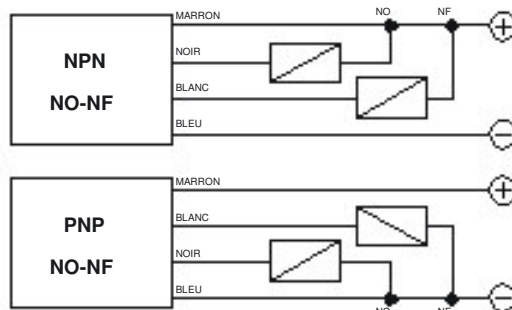 MARRON
NO
NF
NPN
NO-NF
NOIR
BLANC
BLEU
+
-
PNP
NO-NF
MARRON
BLANC
NOIR
BLEU
NO
NF
+
-